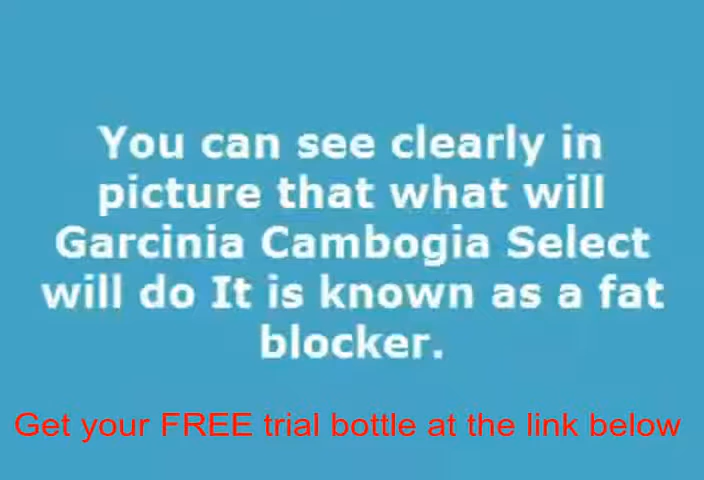 You can see clearly in
picture that what will
Garcinia Cambogia Select
will do It is known as a fat
blocker.
Get your FREE trial bottle at the link below